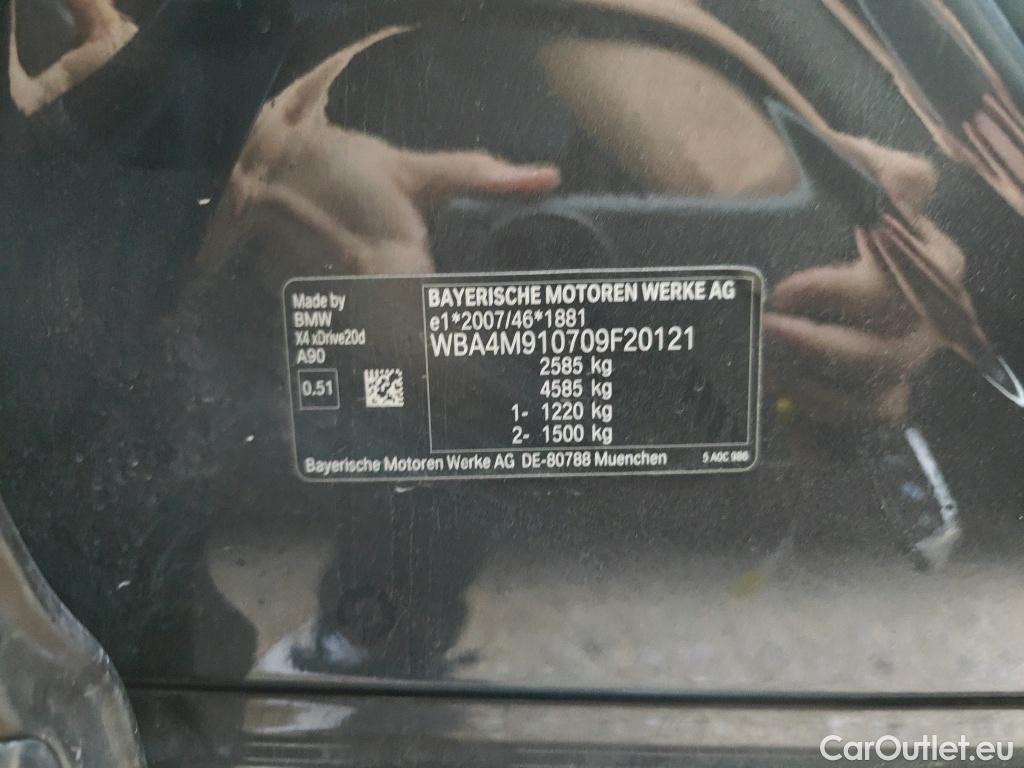 Made by
BMW
X4 xDrive20d
A90
0.51
BAYERISCHE MOTOREN WERKE AG
e1*2007/46*1881
WBA4M910709F20121
2585 kg
4585 kg
1- 1220 kg
2- 1500 kg
Bayerische Motoren Werke AG DE-80788 Muenchen
5 A0C 986
CarOutlet.eu